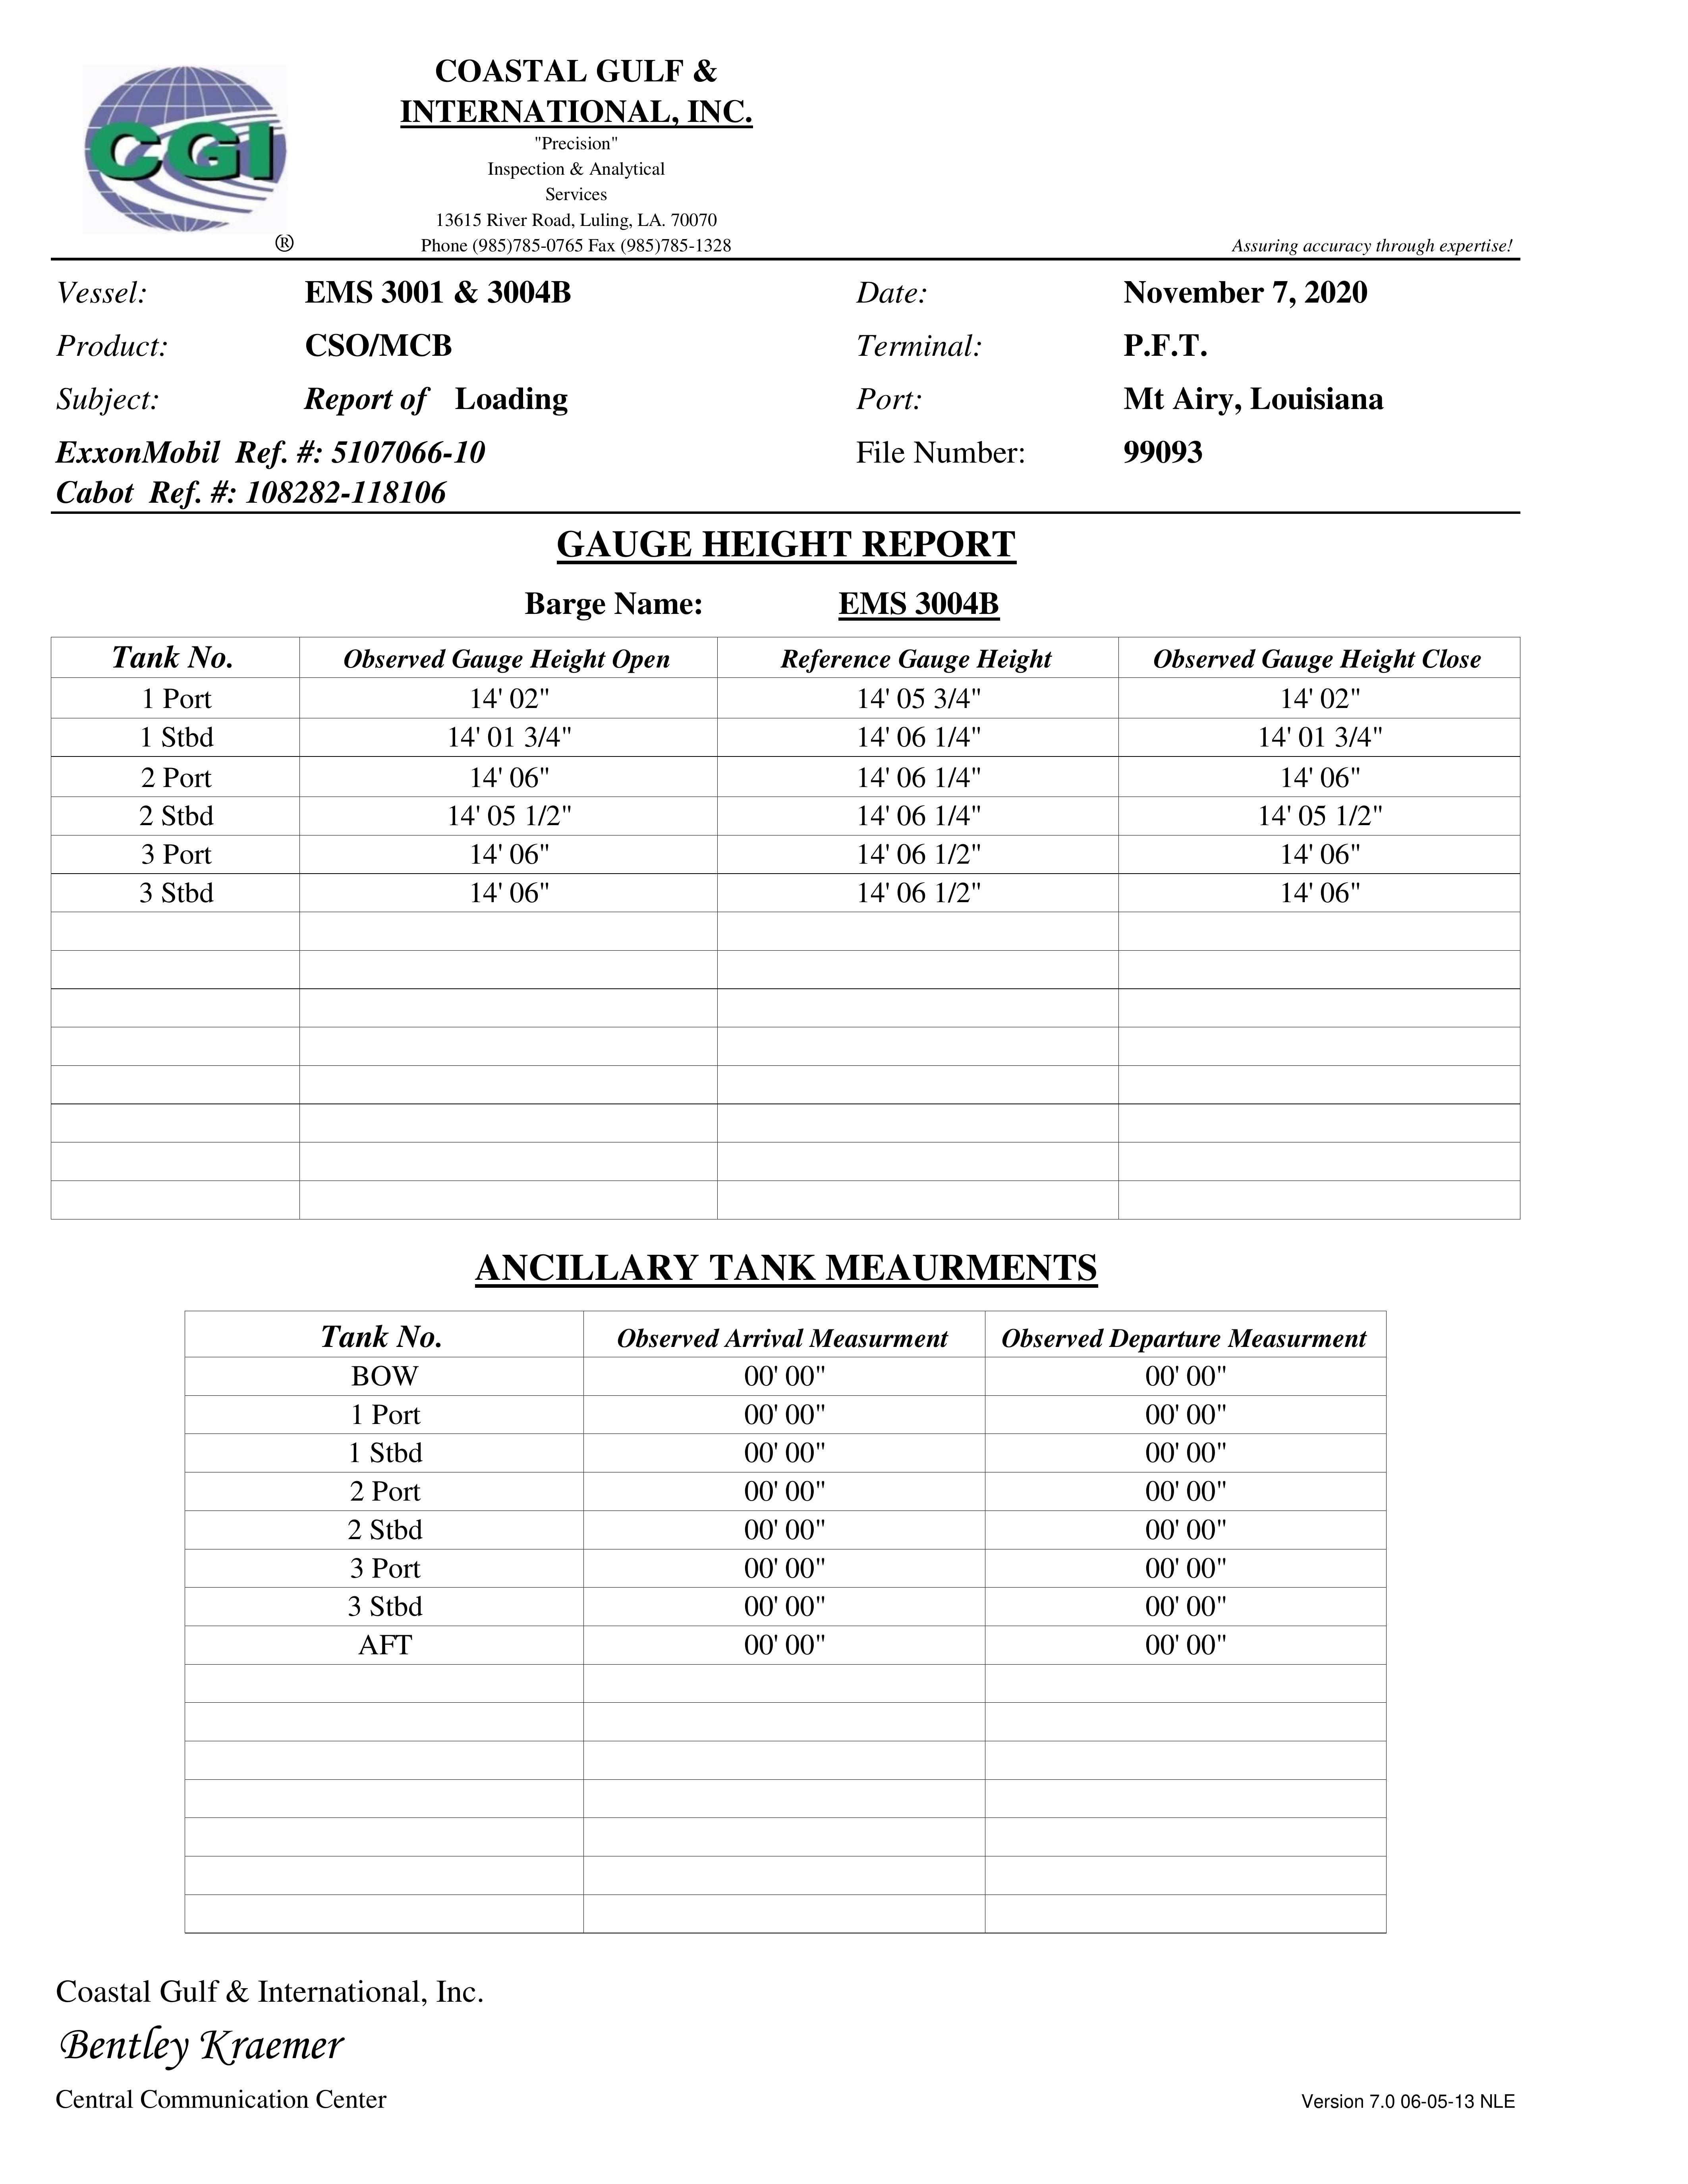 CGI
®
COASTAL GULF &
INTERNATIONAL, INC.
"Precision"
Inspection & Analytical
Services
13615 River Road, Luling, LA. 70070
Phone (985)785-0765 Fax (985)785-1328
Assuring accuracy through expertise!
Vessel: EMS 3001 & 3004B Date: November 7, 2020
Product: CSO/MCB Terminal: P.F.T.
Subject: Report of Loading Port: Mt Airy, Louisiana
ExxonMobil Ref. #: 5107066-10 File Number: 99093
Cabot Ref. #: 108282-118106
GAUGE HEIGHT REPORT
Barge Name: EMS 3004B
Tank No. Observed Gauge Height Open Reference Gauge Height Observed Gauge Height Close
1 Port 14' 02" 14' 05 3/4" 14' 02"
1 Stbd 14' 01 3/4" 14' 06 1/4" 14' 01 3/4"
2 Port 14' 06" 14' 06 1/4" 14' 06"
2 Stbd 14' 05 1/2" 14' 06 1/4" 14' 05 1/2"
3 Port 14' 06" 14' 06 1/2" 14' 06"
3 Stbd 14' 06" 14' 06 1/2" 14' 06"
ANCILLARY TANK MEAURMENTS
Tank No. Observed Arrival Measurment Observed Departure Measurment
BOW 00' 00" 00' 00"
1 Port 00' 00" 00' 00"
1 Stbd 00' 00" 00' 00"
2 Port 00' 00" 00' 00"
2 Stbd 00' 00" 00' 00"
3 Port 00' 00" 00' 00"
3 Stbd 00' 00" 00' 00"
AFT 00' 00" 00' 00"
Coastal Gulf & International, Inc.
Bentley Kraemer
Central Communication Center
Version 7.0 06-05-13 NLE